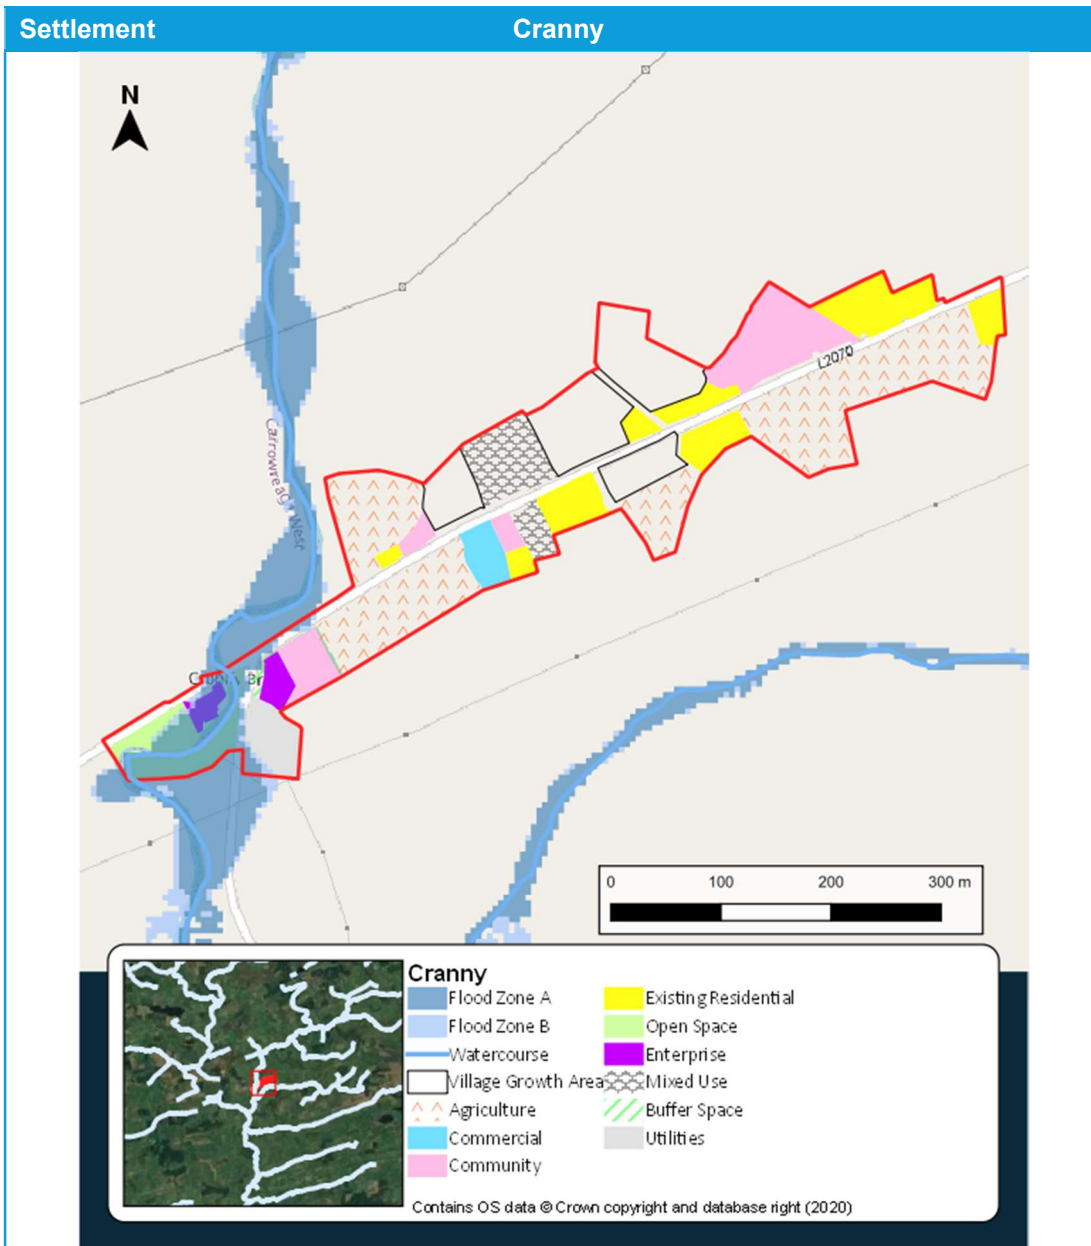 Settlement Cranny
N
L2070
Carrowreagh West
0 100 200 300 m
Cranny
Flood Zone A
Flood Zone B
Watercourse
Village Growth Area
Agriculture
Commercial
Community
Existing Residential
Open Space
Enterprise
Mixed Use
Buffer Space
Utilities
Contains OS data © Crown copyright and database right (2020)